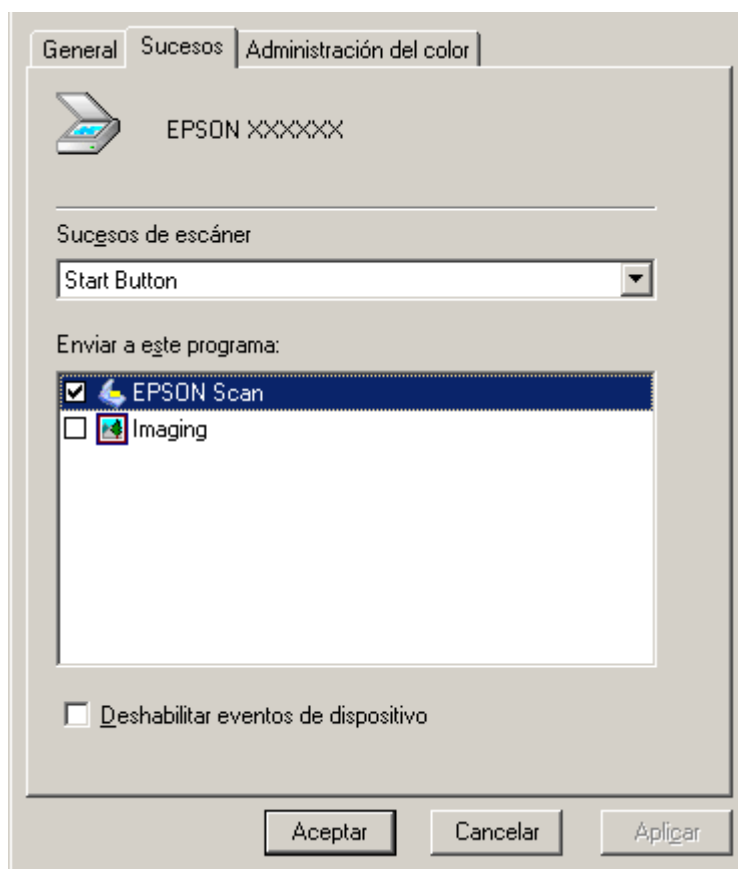 General Sucesos Administración del color
EPSON XXXXXX
Sucesos de escáner
Start Button
Enviar a este programa:
EPSON Scan
Imaging
Deshabilitar eventos de dispositivo
Aceptar Cancelar Aplicar